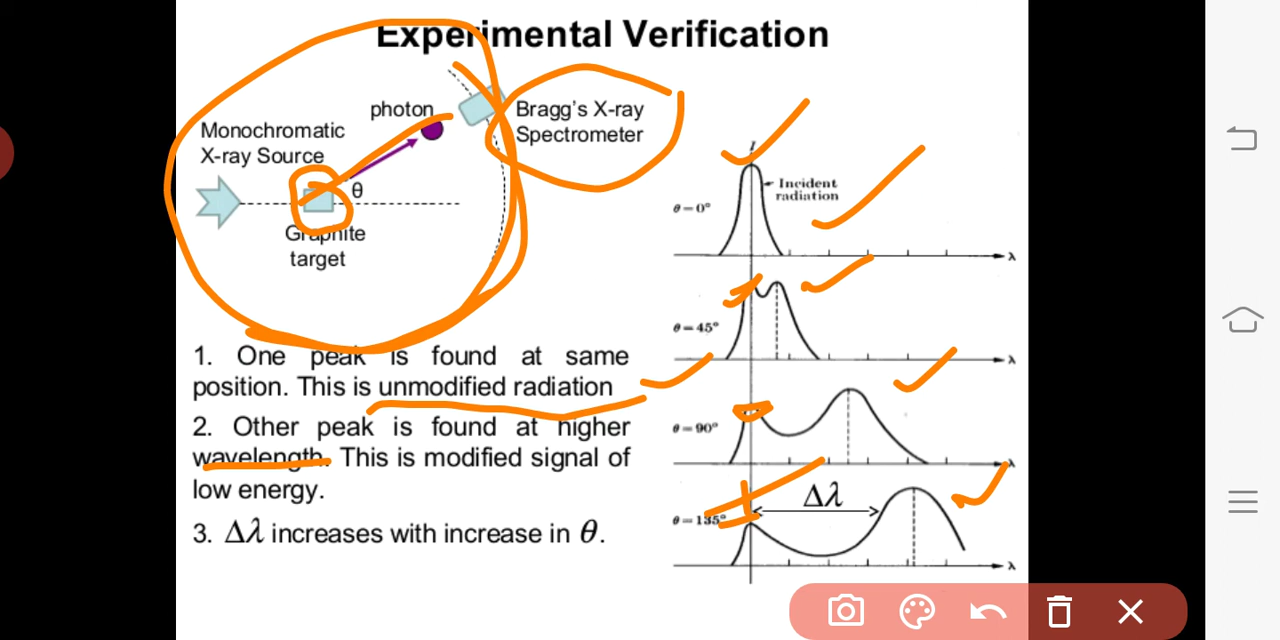 Experimental Verification
photon
Bragg's X-ray
Spectrometer
Monochromatic
X-ray Source
θ
Graphite
target
1. One peak is found at same
position. This is unmodified radiation
2. Other peak is found at higher
wavelength. This is modified signal of
low energy.
3. Δλ increases with increase in θ.
I
Incident
radiation
θ=0°
λ
θ=45°
λ
θ=90°
λ
Δλ
θ=135°
λ